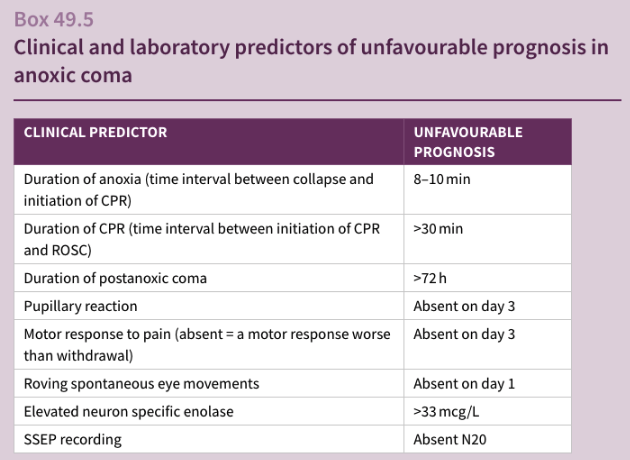 Box 49.5
Clinical and laboratory predictors of unfavourable prognosis in
anoxic coma
CLINICAL PREDICTOR
UNFAVOURABLE
PROGNOSIS
Duration of anoxia (time interval between collapse and
initiation of CPR)
8–10 min
Duration of CPR (time interval between initiation of CPR
and ROSC)
>30 min
Duration of postanoxic coma
>72 h
Pupillary reaction
Absent on day 3
Motor response to pain (absent = a motor response worse
than withdrawal)
Absent on day 3
Roving spontaneous eye movements
Absent on day 1
Elevated neuron specific enolase
>33 mcg/L
SSEP recording
Absent N20